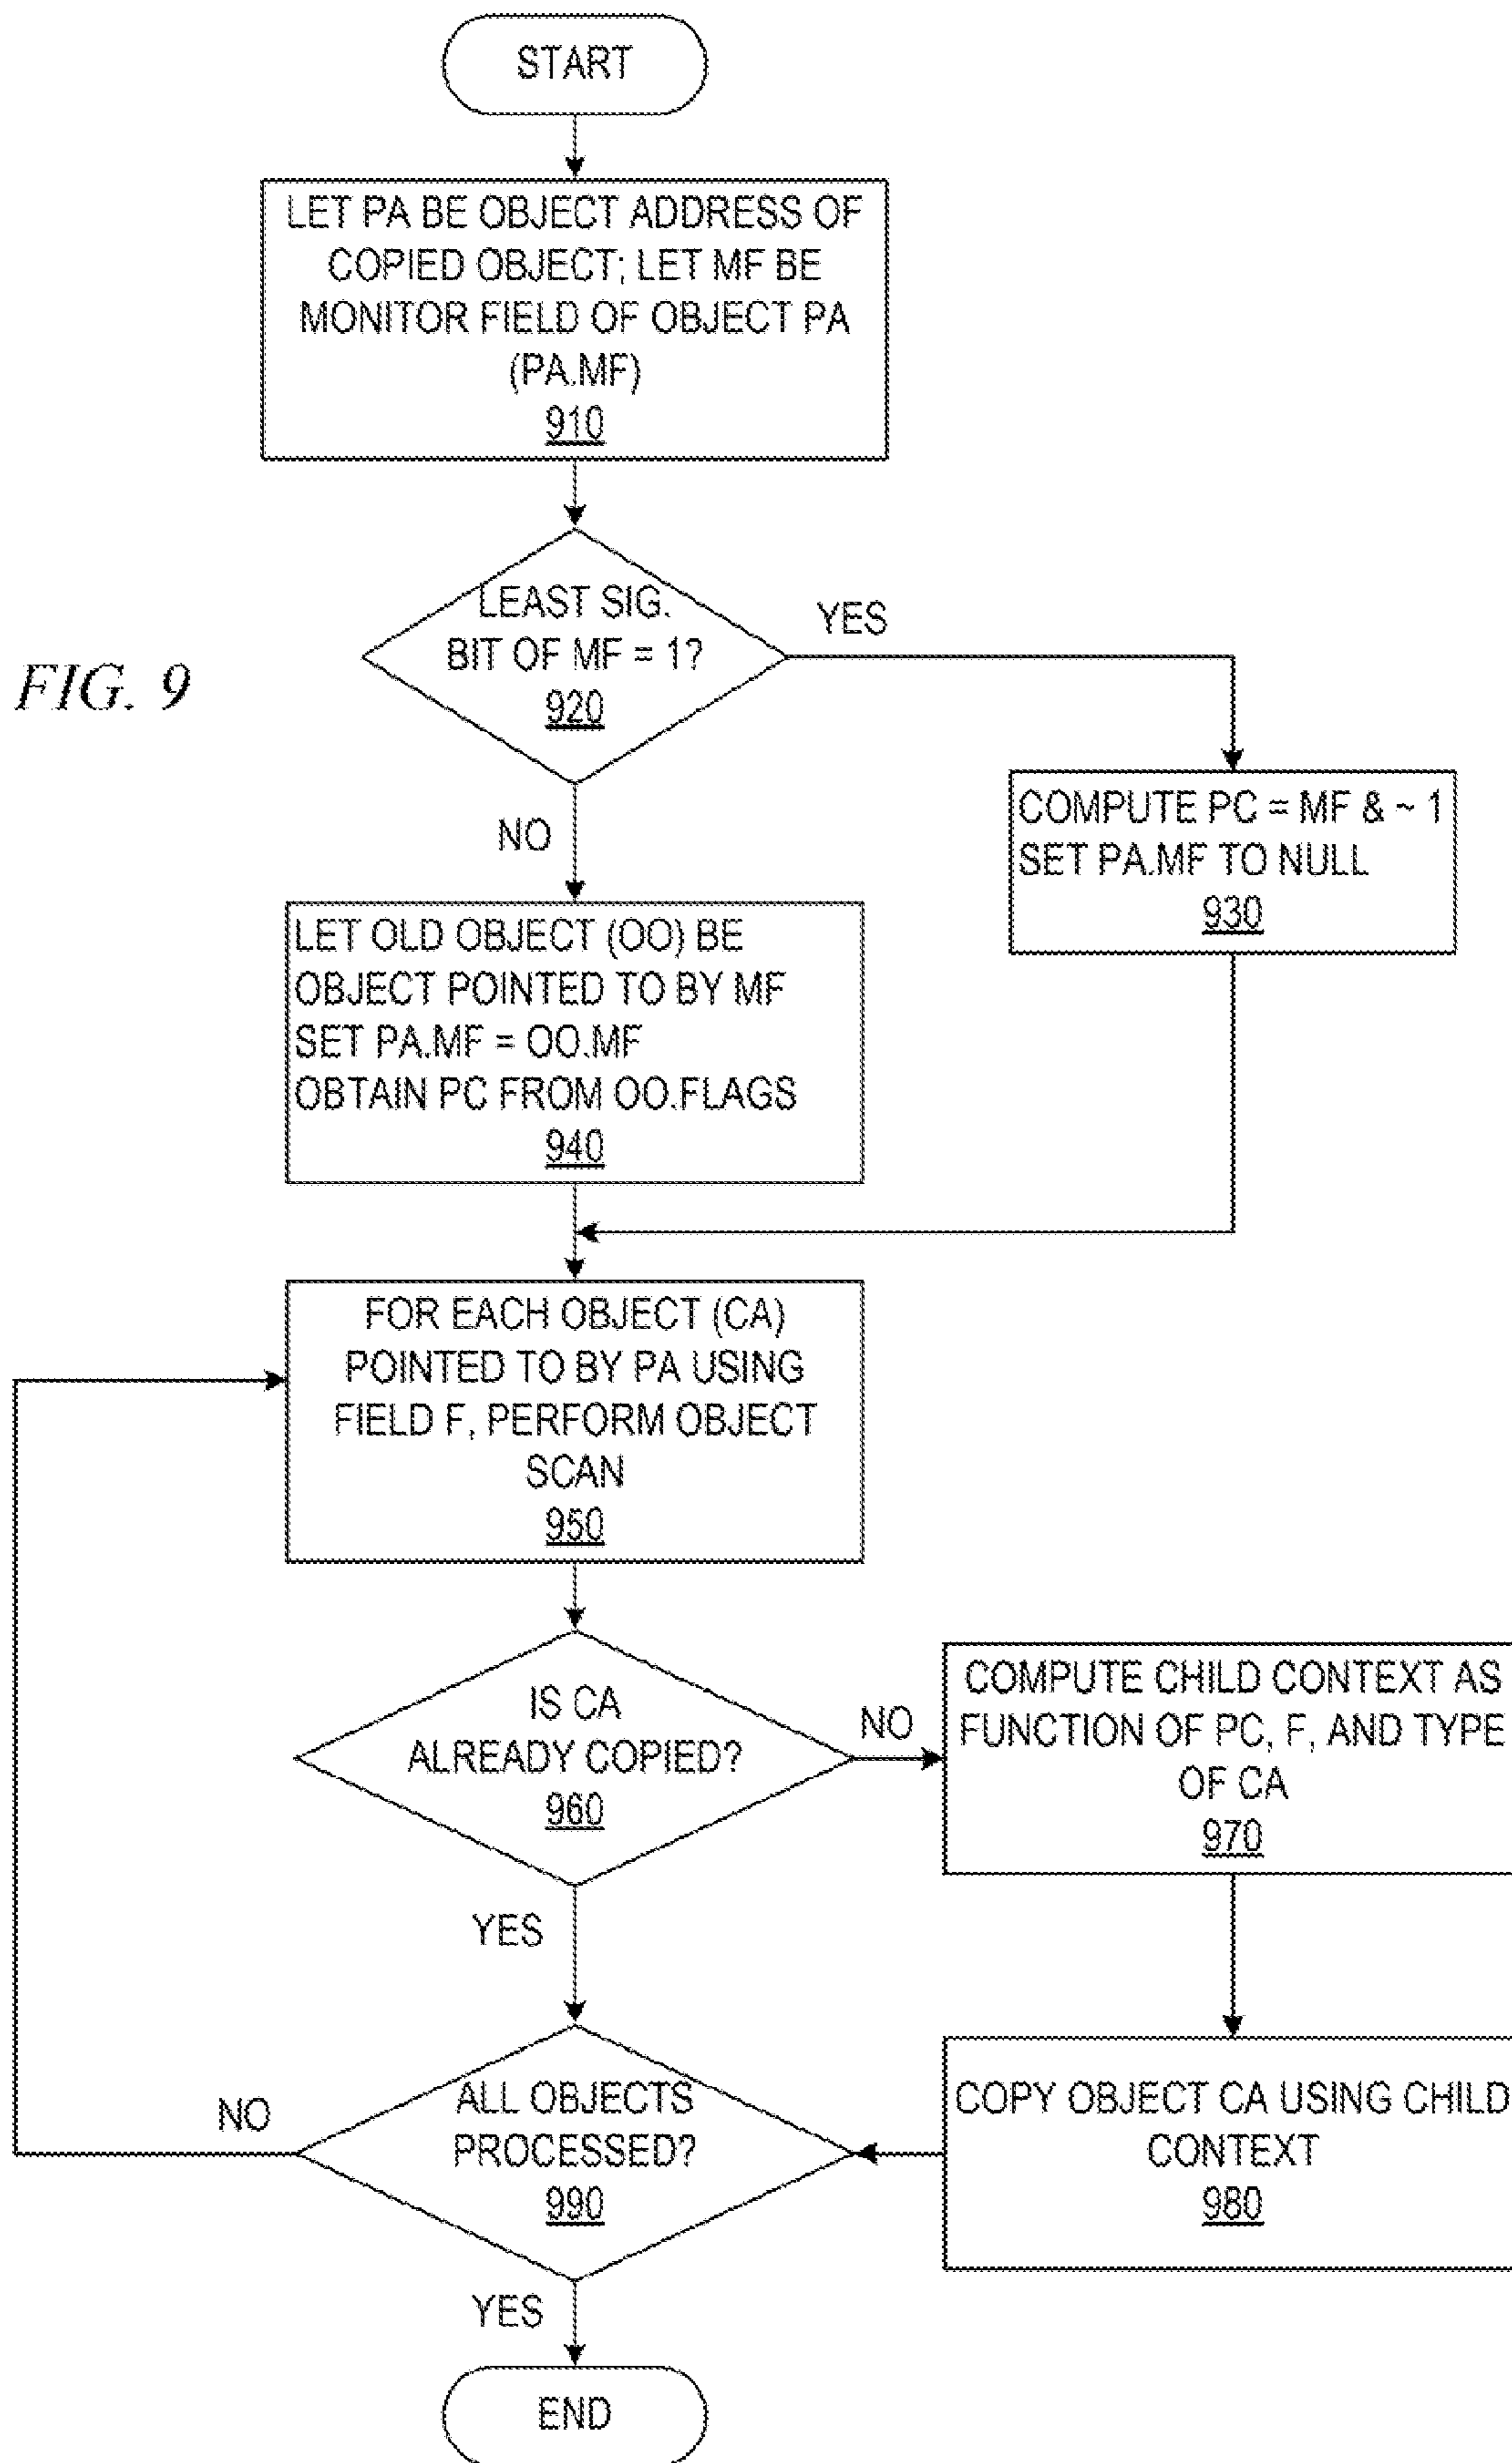 START
LET PA BE OBJECT ADDRESS OF
COPIED OBJECT; LET MF BE
MONITOR FIELD OF OBJECT PA
(PA.MF)
910
LEAST SIG.
BIT OF MF = 1?
920
YES
FIG. 9
NO
COMPUTE PC = MF & ~ 1
SET PA.MF TO NULL
930
LET OLD OBJECT (OO) BE
OBJECT POINTED TO BY MF
SET PA.MF = OO.MF
OBTAIN PC FROM OO.FLAGS
940
FOR EACH OBJECT (CA)
POINTED TO BY PA USING
FIELD F, PERFORM OBJECT
SCAN
950
IS CA
ALREADY COPIED?
960
NO
YES
COMPUTE CHILD CONTEXT AS
FUNCTION OF PC, F, AND TYPE
OF CA
970
COPY OBJECT CA USING CHILD
CONTEXT
980
ALL OBJECTS
PROCESSED?
990
NO
YES
END